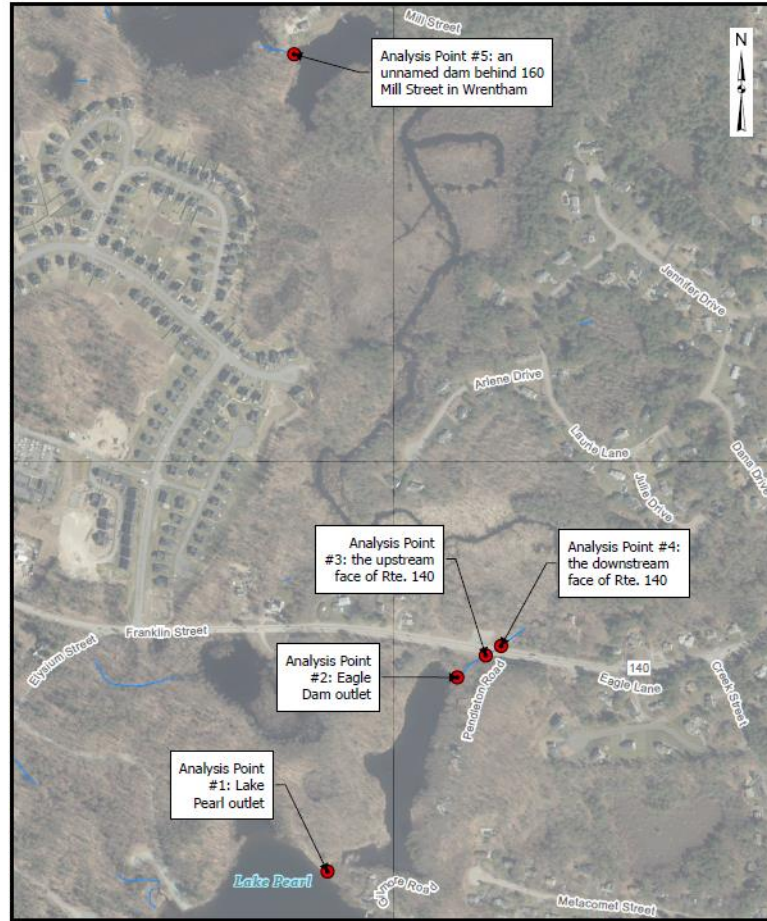 Mill Street
N
Analysis Point #5: an
unnamed dam behind 160
Mill Street in Wrentham
Jennifer Drive
Arlene Drive
Laurie Lane
Julie Drive
Dana Drive
Analysis Point
#3: the upstream
face of Rte. 140
Analysis Point #4:
the downstream
face of Rte. 140
Elysium Street
Franklin Street
140
Eagle Lane
Creek Street
Pendleton Road
Analysis Point
#2: Eagle
Dam outlet
Analysis Point
#1: Lake
Pearl outlet
Lake Pearl
Gilmore Road
Metacomet Street